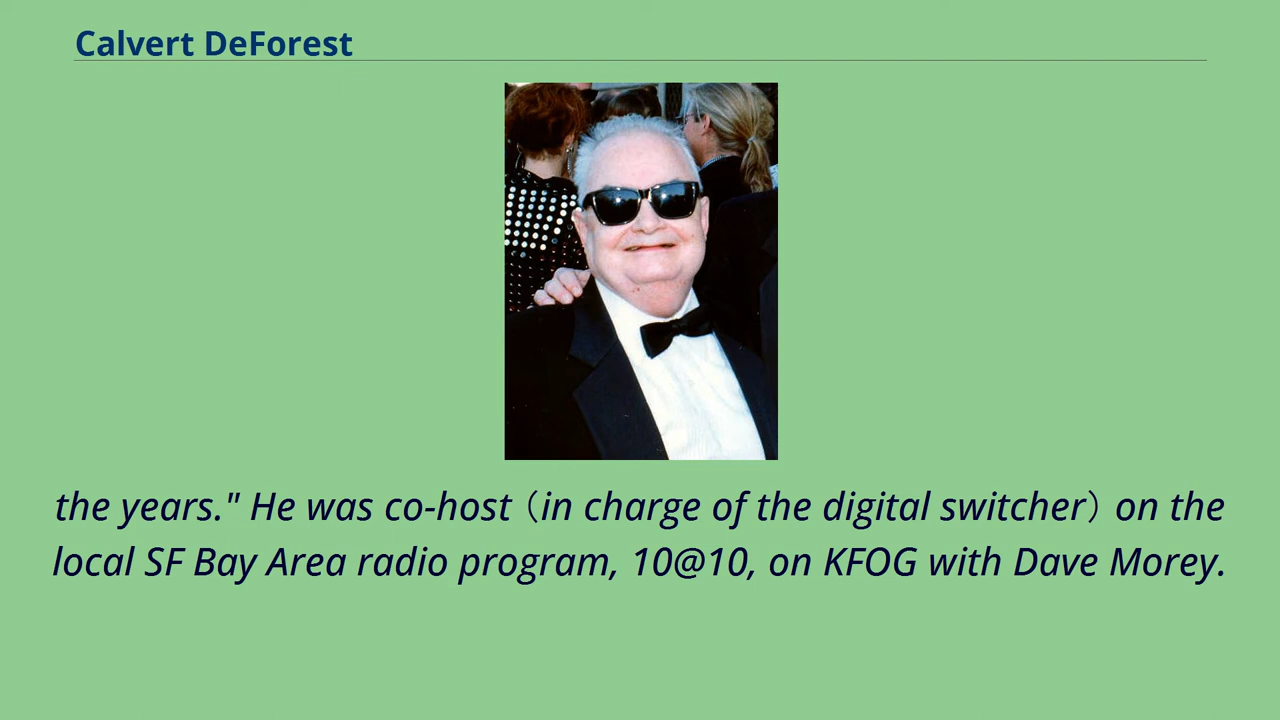 Calvert DeForest
the years." He was co-host（in charge of the digital switcher）on the
local SF Bay Area radio program, 10@10, on KFOG with Dave Morey.